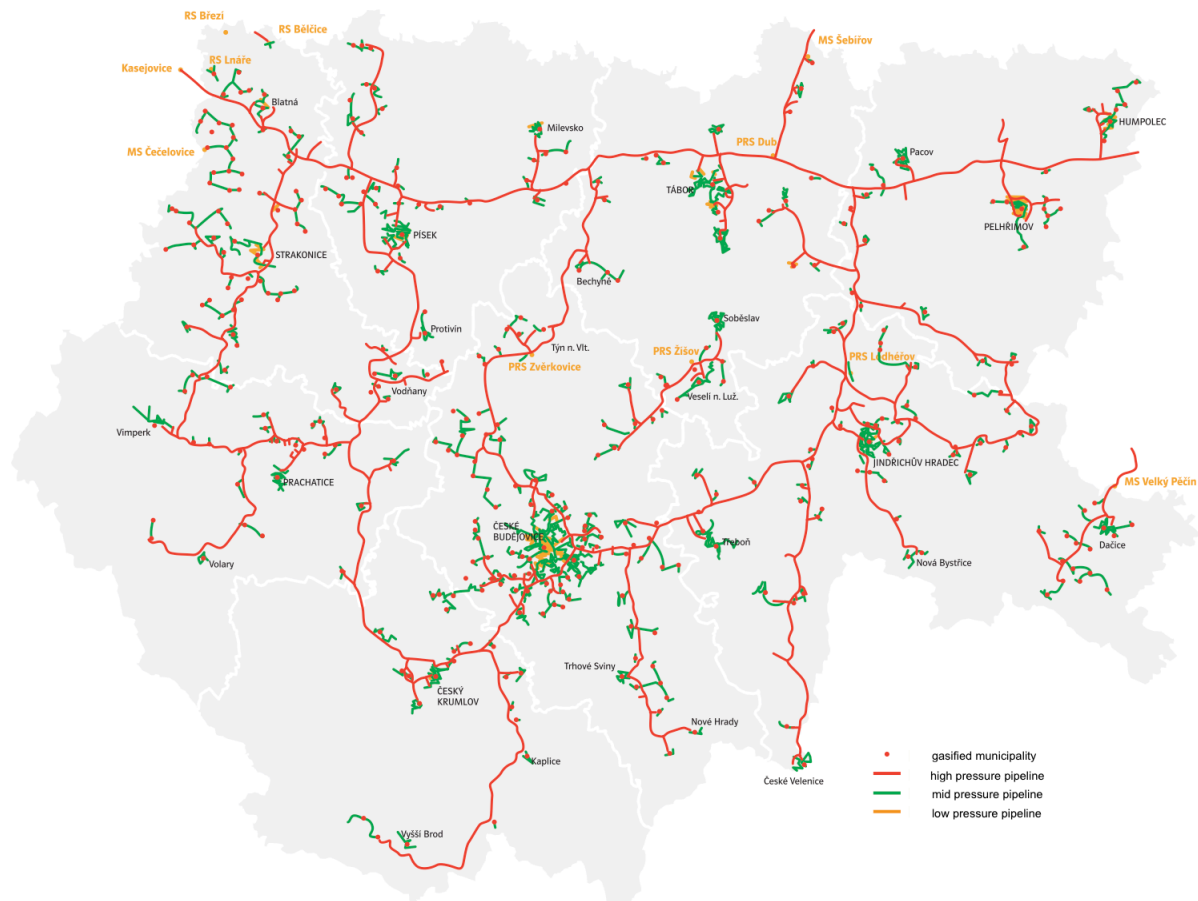 RS Březí
RS Bělčice
MS Šebířov
Kasejovice
RS Lnáře
Blatná
HUMPOLEC
Milevsko
PRS Dub
MS Čečelovice
Pacov
TÁBOR
PELHŘIMOV
PÍSEK
STRAKONICE
Bechyně
Soběslav
Protivín
Týn n. Vlt.
PRS Žíšov
PRS Lodhéřov
PRS Zvěrkovice
Vodňany
Veselí n. Luž.
Vimperk
JINDŘICHŮV HRADEC
PRACHATICE
MS Velký Pěčín
ČESKÉ
BUDĚJOVICE
Třeboň
Dačice
Volary
Nová Bystřice
Trhové Sviny
ČESKÝ
KRUMLOV
Nové Hrady
Kaplice
České Velenice
Vyšší Brod
gasified municipality
high pressure pipeline
mid pressure pipeline
low pressure pipeline